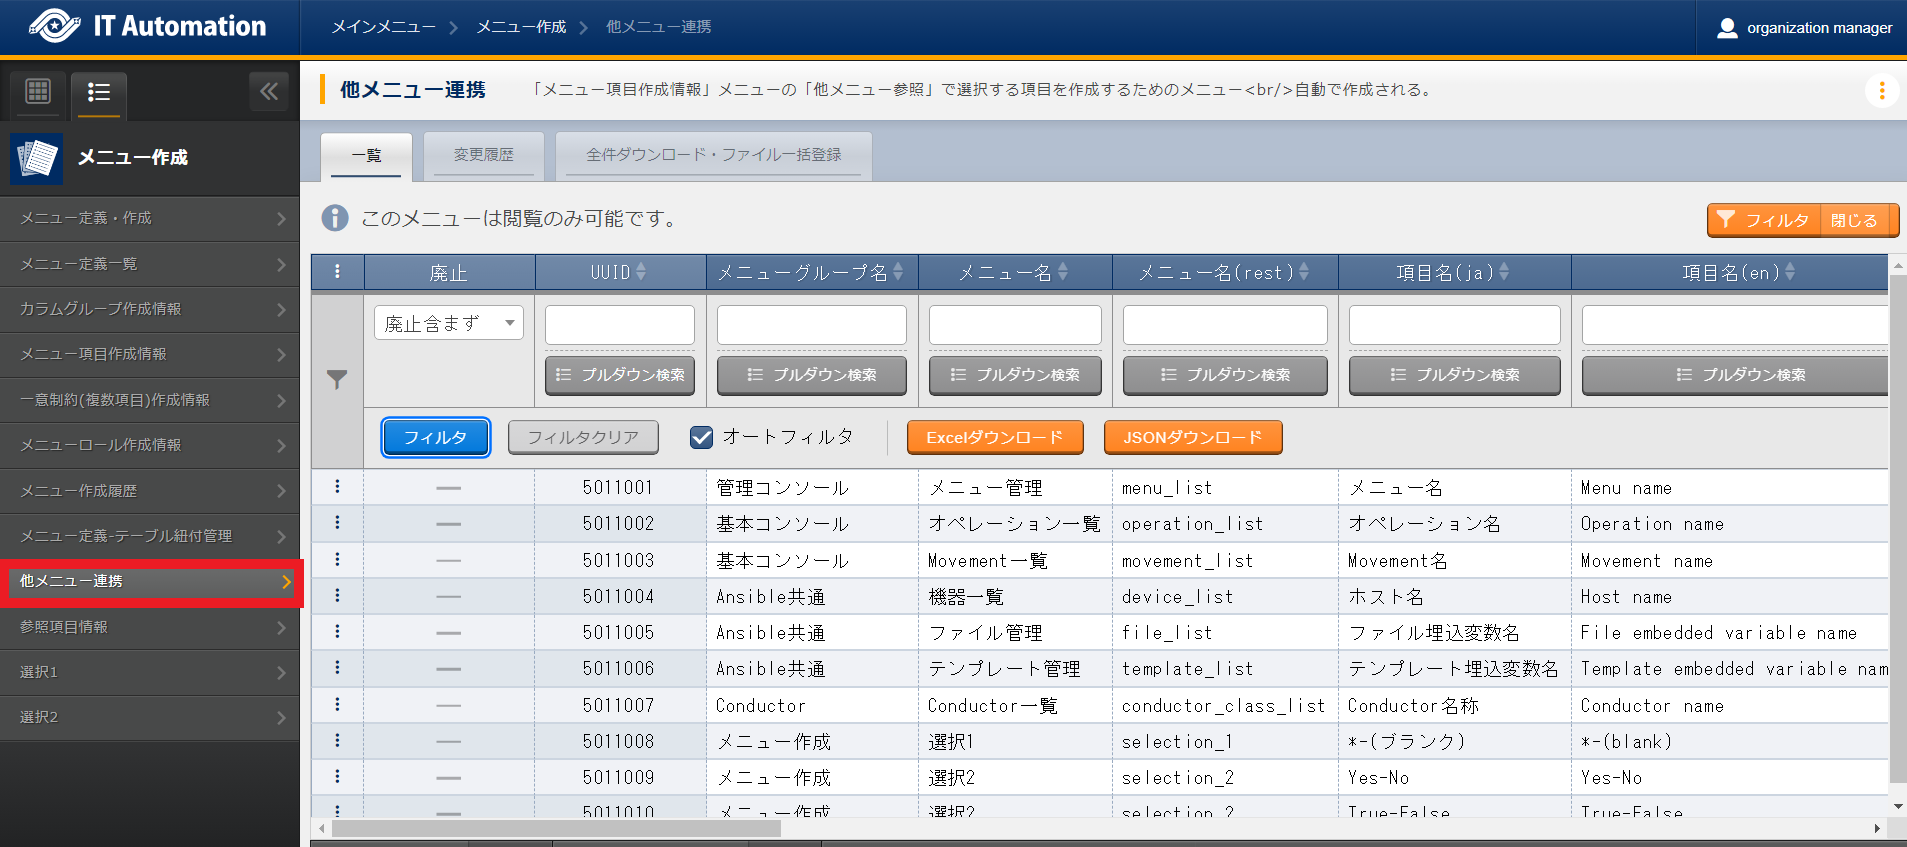 IT Automation
メインメニュー
メニュー作成
他メニュー連携
organization manager
メニュー作成
メニュー定義・作成
メニュー定義一覧
カラムグループ作成情報
メニュー項目作成情報
一意制約(複数項目)作成情報
メニューロール作成情報
メニュー作成履歴
メニュー定義-テーブル紐付管理
他メニュー連携
参照項目情報
選択1
選択2
他メニュー連携 「メニュー項目作成情報」メニューの「他メニュー参照」で選択する項目を作成するためのメニュー<br/>自動で作成される。
一覧 変更履歴 全件ダウンロード・ファイル一括登録
このメニューは閲覧のみ可能です。
フィルタ 閉じる
廃止 UUID メニューグループ名 メニュー名 メニュー名(rest) 項目名(ja) 項目名(en)
廃止含まず
プルダウン検索 プルダウン検索 プルダウン検索 プルダウン検索 プルダウン検索 プルダウン検索
フィルタ フィルタクリア オートフィルタ Excelダウンロード JSONダウンロード
5011001 管理コンソール メニュー管理 menu_list メニュー名 Menu name
5011002 基本コンソール オペレーション一覧 operation_list オペレーション名 Operation name
5011003 基本コンソール Movement一覧 movement_list Movement名 Movement name
5011004 Ansible共通 機器一覧 device_list ホスト名 Host name
5011005 Ansible共通 ファイル管理 file_list ファイル埋込変数名 File embedded variable name
5011006 Ansible共通 テンプレート管理 template_list テンプレート埋込変数名 Template embedded variable nam
5011007 Conductor Conductor一覧 conductor_class_list Conductor名称 Conductor name
5011008 メニュー作成 選択1 selection_1 *-(ブランク) *-(blank)
5011009 メニュー作成 選択2 selection_2 Yes-No Yes-No
5011010 メニュー作成 選択2 selection_2 True-False True-False